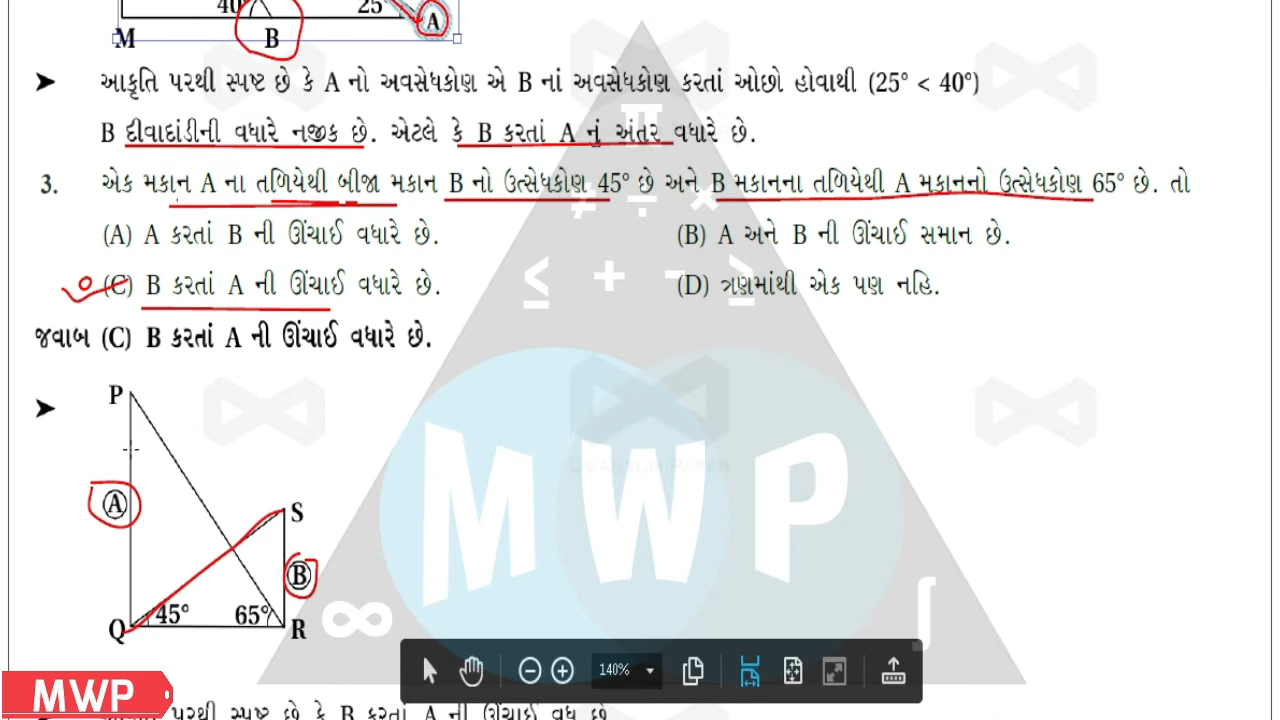 40 25 A
M B
➤ આકૃતિ પરથી સ્પષ્ટ છે કે A નો અવસેધકોણ એ B નાં અવસેધકોણ કરતાં ઓછો હોવાથી (25° < 40°)
B દીવાદાંડીની વધારે નજીક છે. એટલે કે B કરતાં A નું અંતર વધારે છે.
3. એક મકાન A ના તળિયેથી બીજા મકાન B નો ઉત્સેધકોણ 45° છે અને B મકાનના તળિયેથી A મકાનનો ઉત્સેધકોણ 65° છે. તો
(A) A કરતાં B ની ઊંચાઈ વધારે છે. (B) A અને B ની ઊંચાઈ સમાન છે.
(C) B કરતાં A ની ઊંચાઈ વધારે છે. (D) ત્રણમાંથી એક પણ નહિ.
જવાબ (C) B કરતાં A ની ઊંચાઈ વધારે છે.
➤ P
A S
B
45° 65°
Q R
MWP
QUANTUM PAPER
140%
MWP
પરથી સ્પષ્ટ છે કે B કરતાં A ની ઊંચાઈ વધુ છે